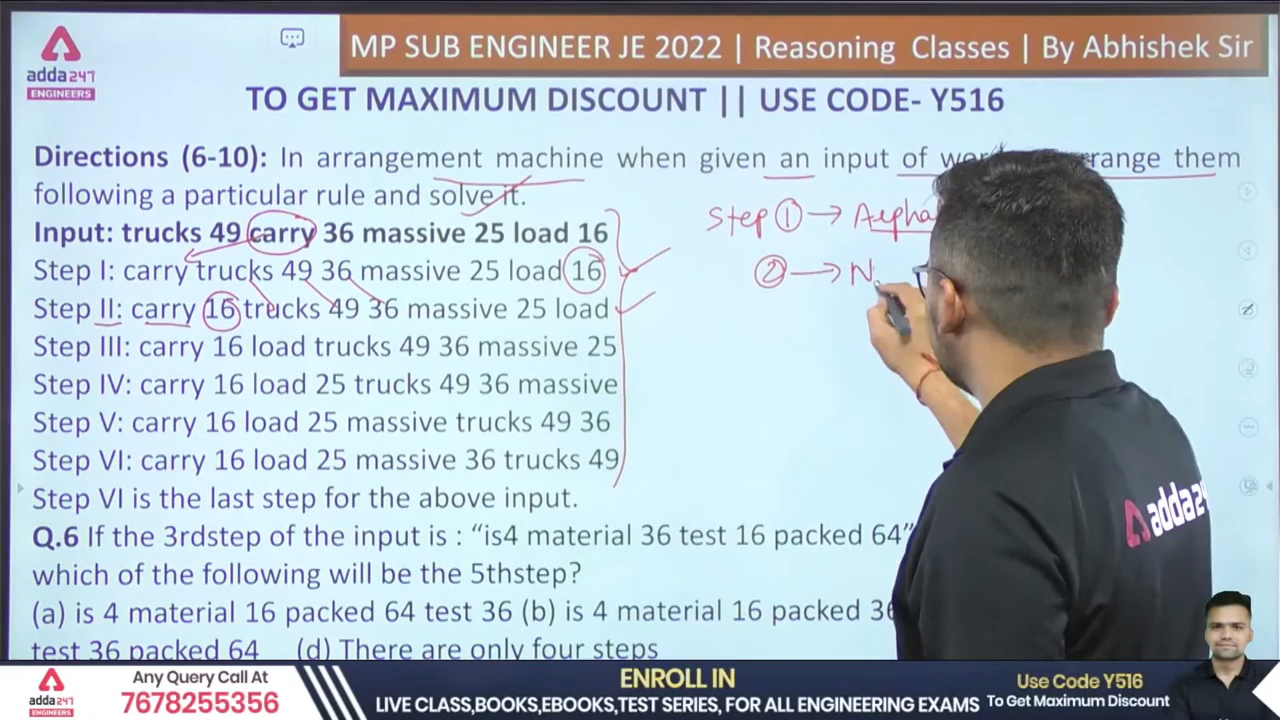 adda247
ENGINEERS
MP SUB ENGINEER JE 2022 | Reasoning Classes | By Abhishek Sir
TO GET MAXIMUM DISCOUNT || USE CODE- Y516
Directions (6-10): In arrangement machine when given an input of rrange them
following a particular rule and solve it.
Input: trucks 49 carry 36 massive 25 load 16
Step I: carry trucks 49 36 massive 25 load 16
Step II: carry 16 trucks 49 36 massive 25 load
Step III: carry 16 load trucks 49 36 massive 25
Step IV: carry 16 load 25 trucks 49 36 massive
Step V: carry 16 load 25 massive trucks 49 36
Step VI: carry 16 load 25 massive 36 trucks 49
Step VI is the last step for the above input.
Step 1 → Alpha
2 → N
Q.6 If the 3rdstep of the input is : “is4 material 36 test 16 packed 64”
which of the following will be the 5thstep?
(a) is 4 material 16 packed 64 test 36 (b) is 4 material 16 packed 36
test 36 packed 64 (d) There are only four steps
adda247
adda247
ENGINEERS
Any Query Call At
7678255356
ENROLL IN
LIVE CLASS,BOOKS,EBOOKS,TEST SERIES, FOR ALL ENGINEERING EXAMS
Use Code Y516
To Get Maximum Discount